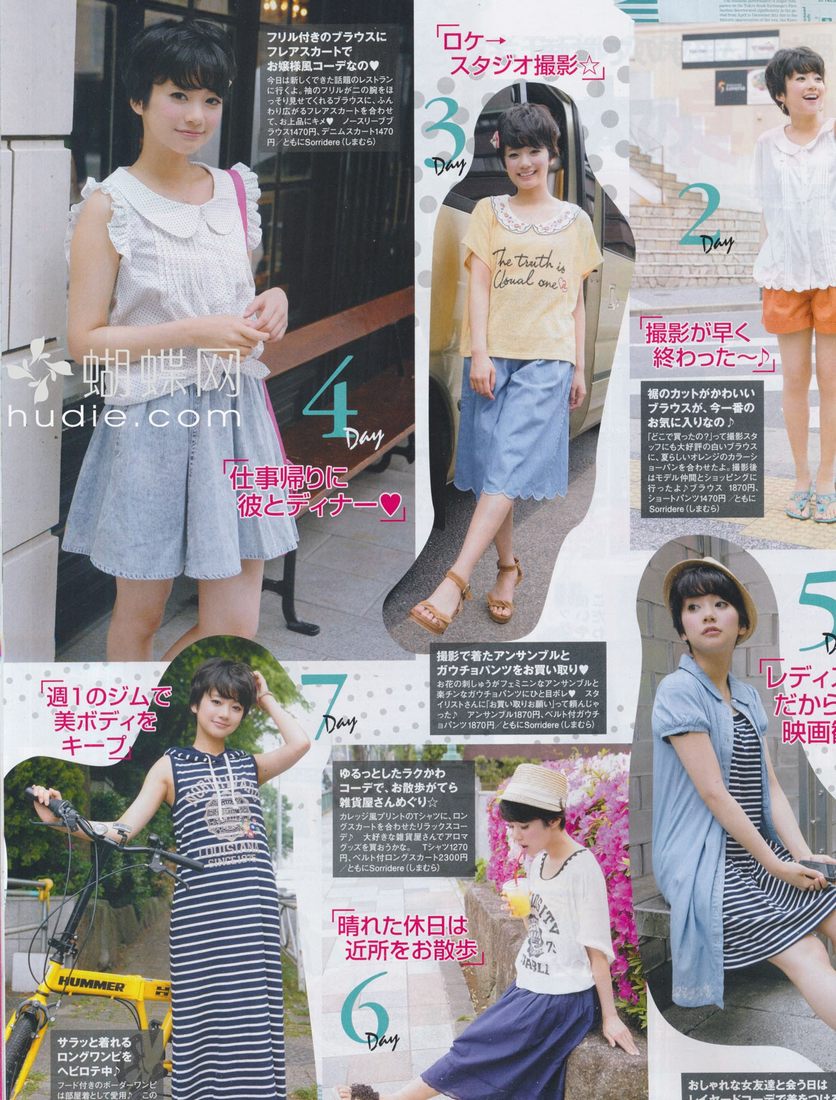 フリル付きのブラウスに
フレアスカートで
お嬢様風コーデなの♥
今日は新しくできた話題のレストラン
に行くよ。袖のフリルが二の腕をほ
っそり見せてくれるブラウスに、ふん
わり広がるフレアスカートを合わせ
て、お上品にキメ♥ ノースリーブブ
ラウス1470円、デニムスカート1470
円／ともにSorridere（しまむら）
4
Day
「仕事帰りに
彼とディナー♥」
蝴蝶网
hudie.com
「ロケ→
スタジオ撮影☆」
3
Day
The truth is
Cloual one
撮影で着たアンサンブルと
ガウチョパンツをお買い取り♥
お花の刺しゅうがフェミニンなアンサンブルと
楽チンなガウチョパンツにひと目ボレ♥ スタ
イリストさんに「お買い取りお願い」って頼んじ
ゃった♪ アンサンブル1870円、ベルト付ガウチ
ョパンツ1870円／ともにSorridere（しまむら）
2
Day
「撮影が早く
終わった〜♪」
裾のカットがかわいい
ブラウスが、今一番の
お気に入りなの♪
「どこで買ったの？」って撮影スタ
ッフにも大好評の白いブラウス
に、夏らしいオレンジのカラーシ
ョーパンを合わせたよ。撮影後
はモデル仲間とショッピングに
行ったよ♪ブラウス 1870円、
ショートパンツ1470円／ともに
Sorridere（しまむら）
5
「レディ
だから
映画
おしゃれな女友達と会う日は
「週1のジムで
美ボディを
キープ」
7
Day
LOUISIANA
HUMMER
サラッと着れる
ロングワンピを
ヘビロテ中♪
フード付きのボーダーワンピ
は部屋着として愛用♪ この
ゆるっとしたラクかわ
コーデで、お散歩がてら
雑貨屋さんめぐり☆
カレッジ風プリントのTシャツに、ロ
ングスカートを合わせたリラックスコー
デ♪ 大好きな雑貨屋さんでアロマ
グッズを買おうかな。 Tシャツ1270
円、ベルト付ロングスカート2300円
／ともにSorridere（しまむら）
「晴れた休日は
近所をお散歩」
6
Day